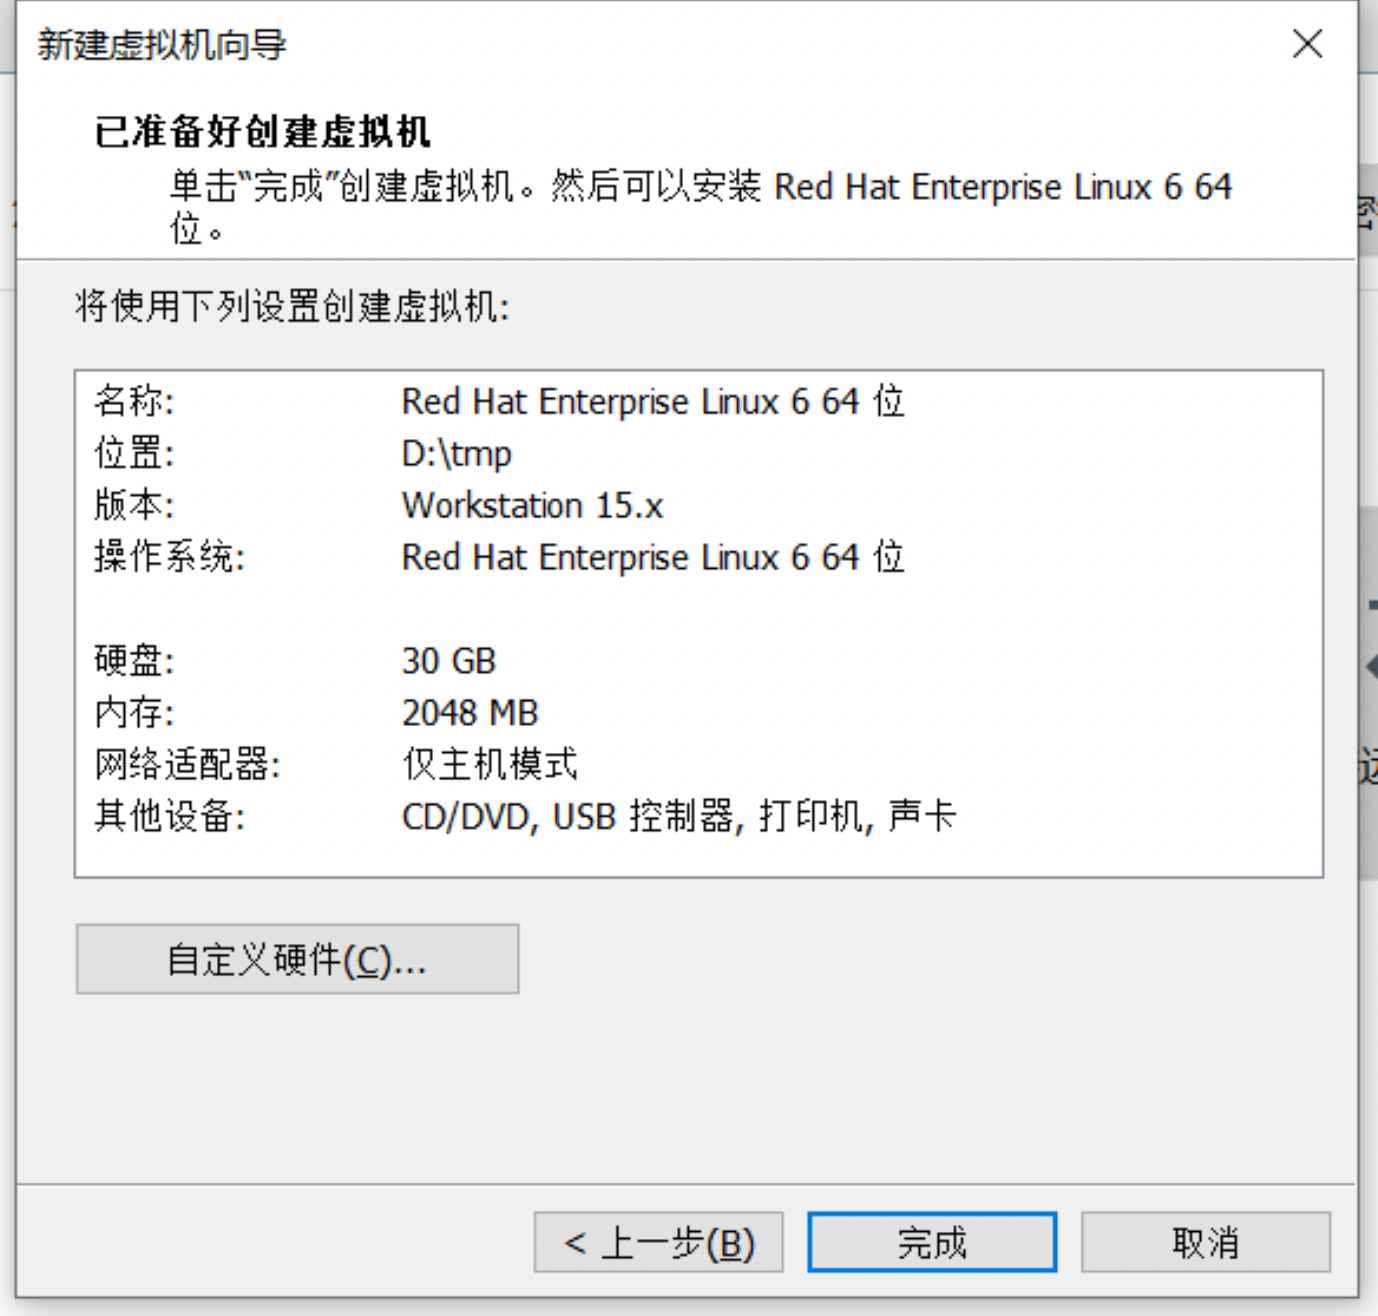 新建虚拟机向导
已准备好创建虚拟机
单击“完成”创建虚拟机。然后可以安装 Red Hat Enterprise Linux 6 64
位。
将使用下列设置创建虚拟机:
名称: Red Hat Enterprise Linux 6 64 位
位置: D:\tmp
版本: Workstation 15.x
操作系统: Red Hat Enterprise Linux 6 64 位
硬盘: 30 GB
内存: 2048 MB
网络适配器: 仅主机模式
其他设备: CD/DVD, USB 控制器, 打印机, 声卡
自定义硬件(C)...
< 上一步(B) 完成 取消